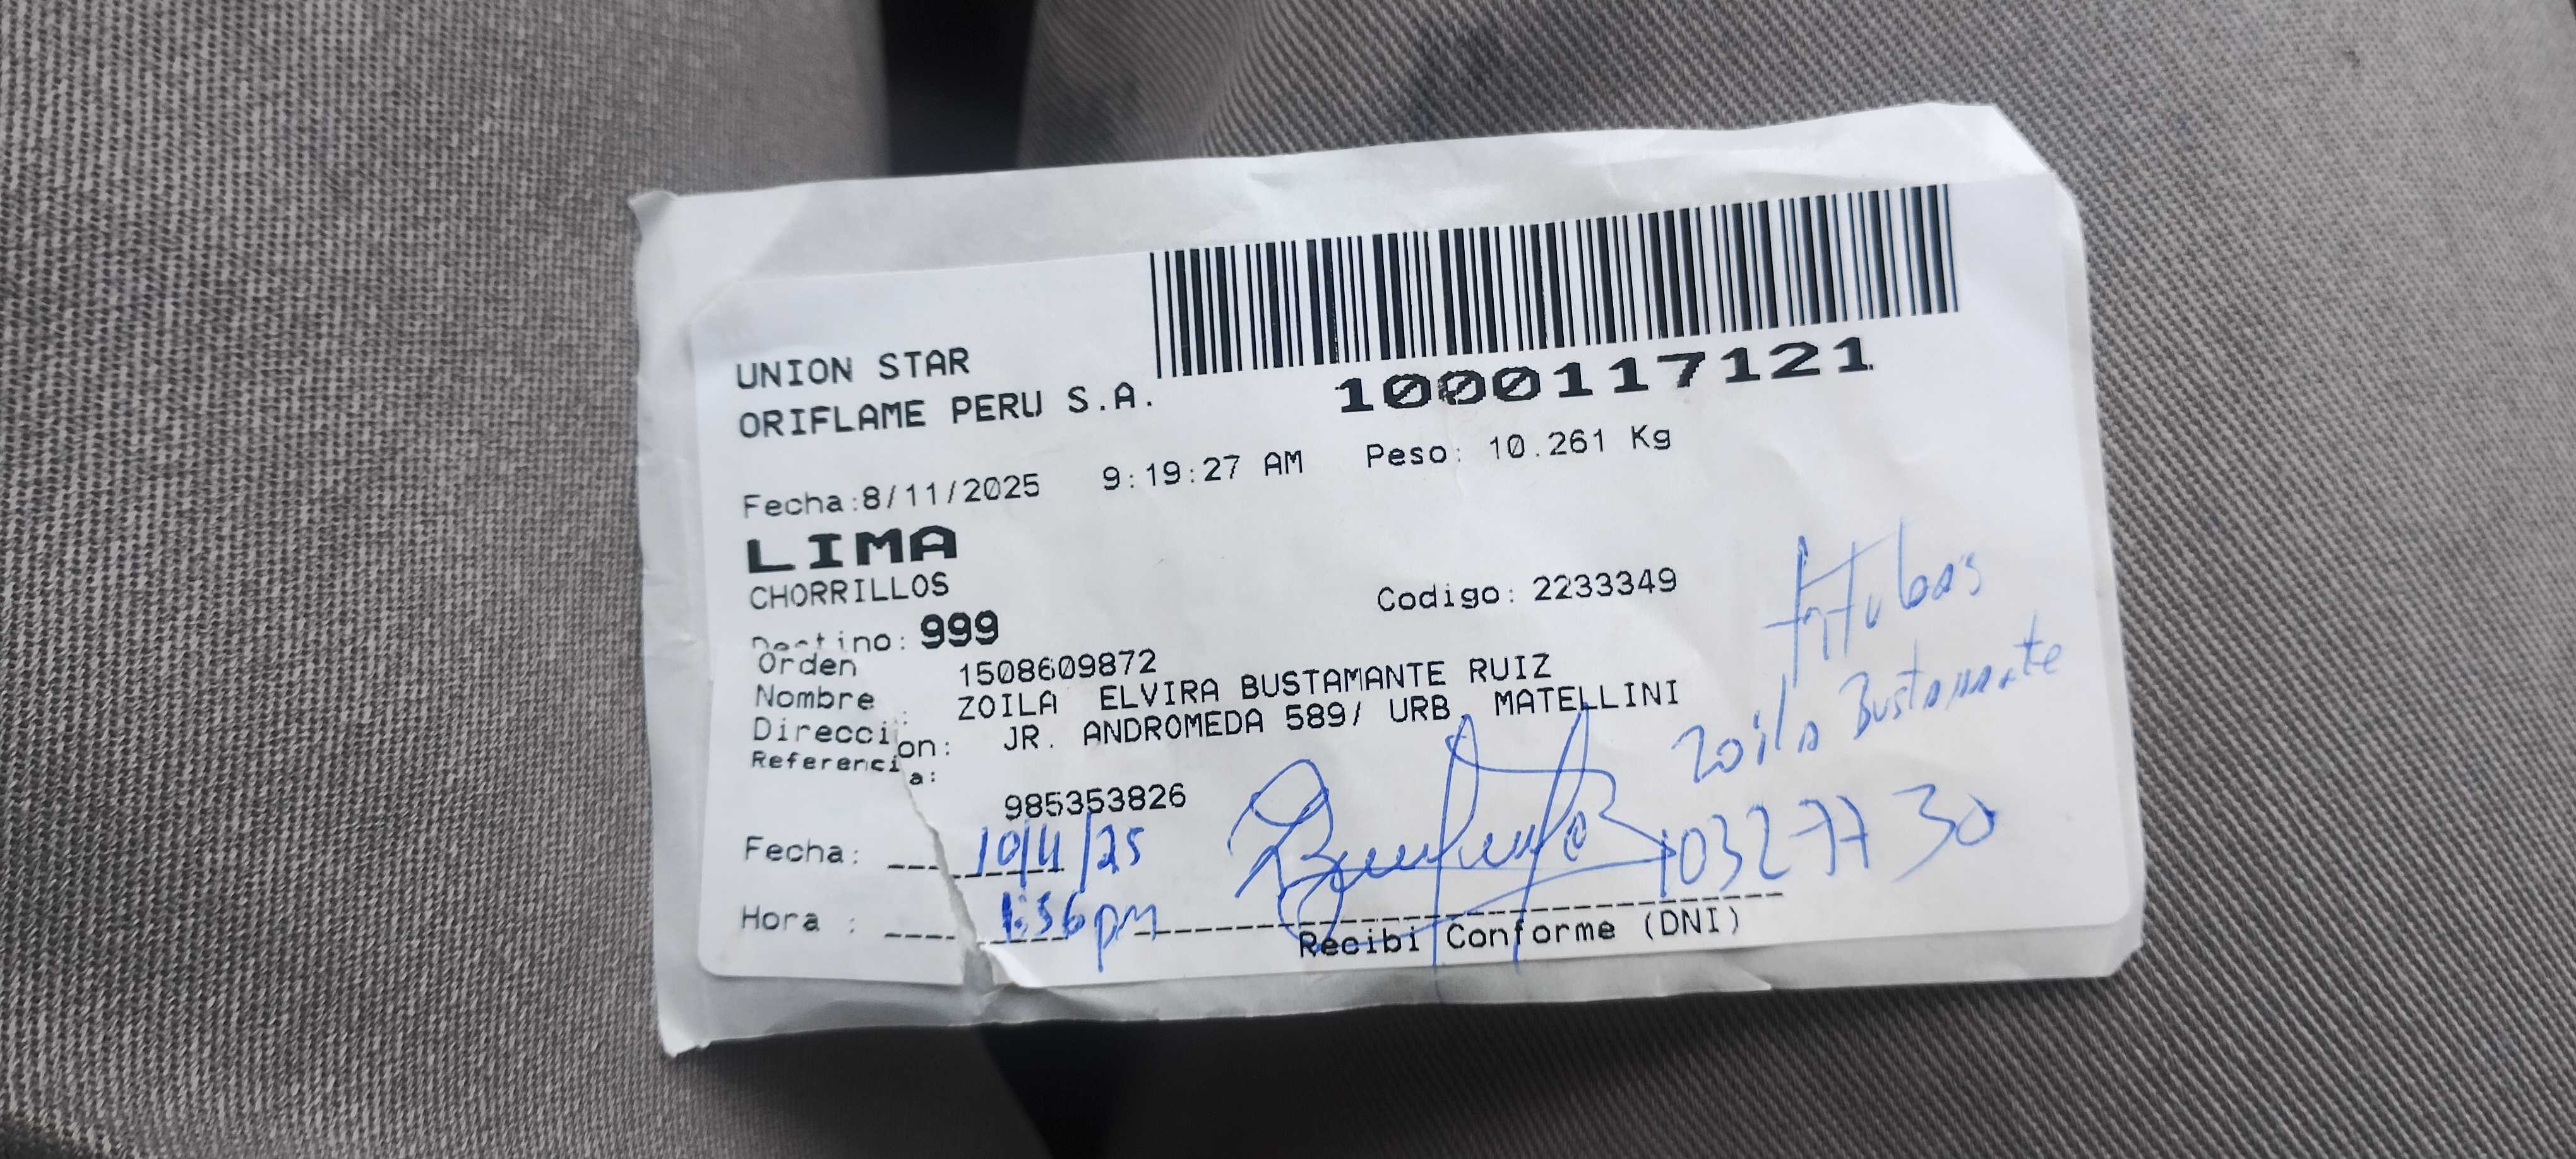 UNION STAR
ORIFLAME PERU S.A.
1000117121
Fecha:8/11/2025 9:19:27 AM Peso: 10.261 Kg
LIMA
CHORRILLOS
Codigo: 2233349
Destino: 999
Orden 1508609872
Nombre : ZOILA ELVIRA BUSTAMANTE RUIZ
Direccion: JR. ANDROMEDA 589/ URB. MATELLINI
Referencia:
985353826
Zoila Bustamante
Fecha: 10/11/25
10327730
Hora : 1:56pm
Recibi Conforme (DNI)